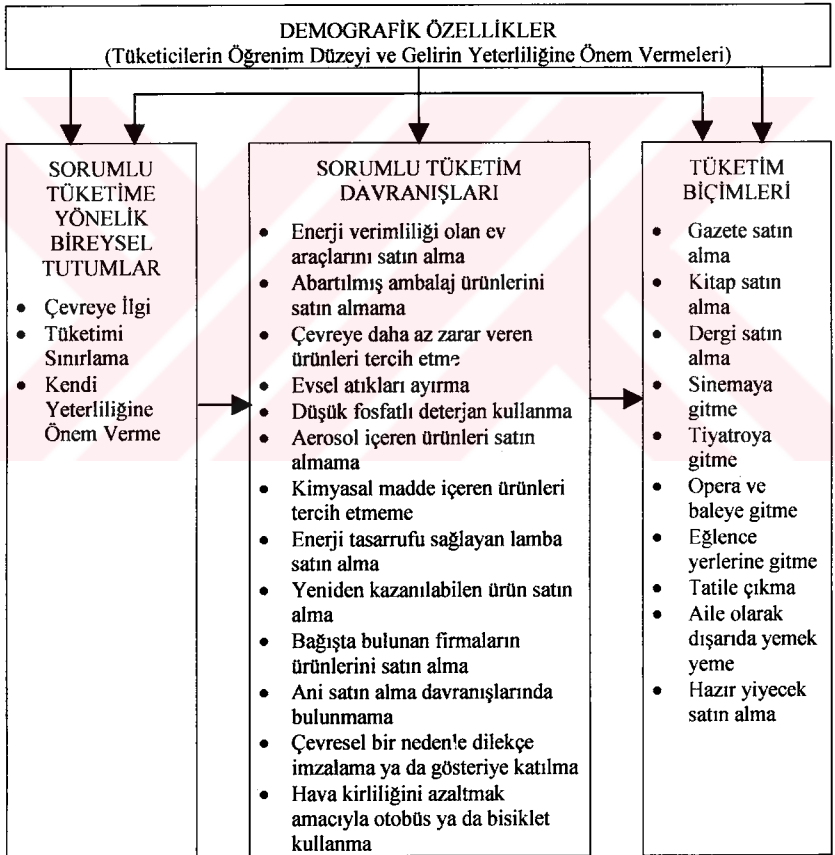 DEMOGRAFİK ÖZELLİKLER
(Tüketicilerin Öğrenim Düzeyi ve Gelirin Yeterliliğine Önem Vermeleri)
SORUMLU
TÜKETİME
YÖNELİK
BİREYSEL
TUTUMLAR
• Çevreye İlgi
• Tüketimi
Sınırlama
• Kendi
Yeterliliğine
Önem Verme
SORUMLU TÜKETİM
DAVRANIŞLARI
• Enerji verimliliği olan ev
araçlarını satın alma
• Abartılmış ambalaj ürünlerini
satın almama
• Çevreye daha az zarar veren
ürünleri tercih etme
• Evsel atıkları ayırma
• Düşük fosfatlı deterjan kullanma
• Aerosol içeren ürünleri satın
almama
• Kimyasal madde içeren ürünleri
tercih etmeme
• Enerji tasarrufu sağlayan lamba
satın alma
• Yeniden kazanılabilen ürün satın
alma
• Bağışta bulunan firmaların
ürünlerini satın alma
• Ani satın alma davranışlarında
bulunmama
• Çevresel bir nedenle dilekçe
imzalama ya da gösteriye katılma
• Hava kirliliğini azaltmak
amacıyla otobüs ya da bisiklet
kullanma
TÜKETİM
BİÇİMLERİ
• Gazete satın
alma
• Kitap satın
alma
• Dergi satın
alma
• Sinemaya
gitme
• Tiyatroya
gitme
• Opera ve
baleye gitme
• Eğlence
yerlerine gitme
• Tatile çıkma
• Aile olarak
dışarıda yemek
yeme
• Hazır yiyecek
satın alma